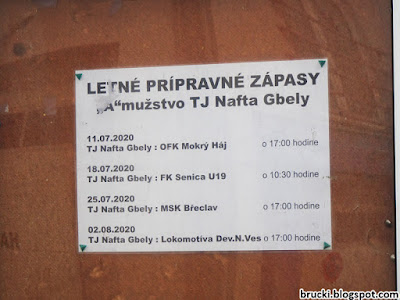 LETNÉ PRÍPRAVNÉ ZÁPASY
„A“mužstvo TJ Nafta Gbely
11.07.2020
TJ Nafta Gbely : OFK Mokrý Háj o 17:00 hodine
18.07.2020
TJ Nafta Gbely : FK Senica U19 o 10:30 hodine
25.07.2020
TJ Nafta Gbely : MSK Břeclav o 17:00 hodine
02.08.2020
TJ Nafta Gbely : Lokomotíva Dev.N.Ves o 17:00 hodine
brucki.blogspot.com